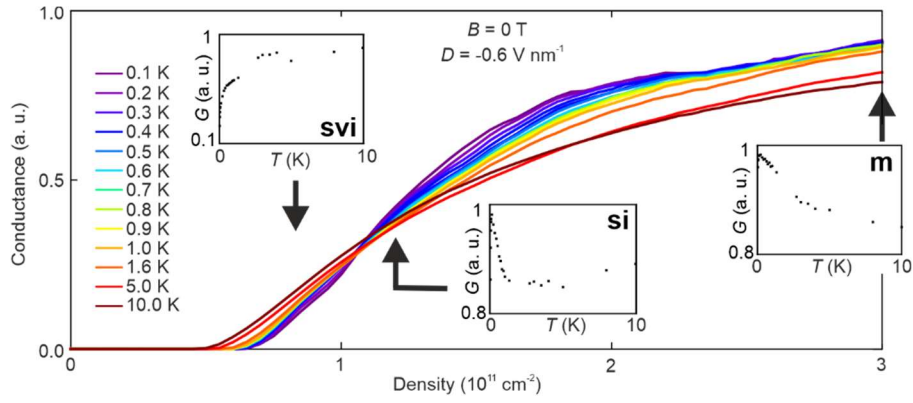 1.0
0.5
0.0
Conductance (a. u.)
0.1 K
0.2 K
0.3 K
0.4 K
0.5 K
0.6 K
0.7 K
0.8 K
0.9 K
1.0 K
1.6 K
5.0 K
10.0 K
1
G (a. u.)
0.1
svi
0
10
T (K)
B = 0 T
D = -0.6 V nm⁻¹
1
G (a. u.)
0.8
si
0
10
T (K)
1
G (a. u.)
0.8
m
0
10
T (K)
0
1
2
3
Density (10¹¹ cm⁻²)